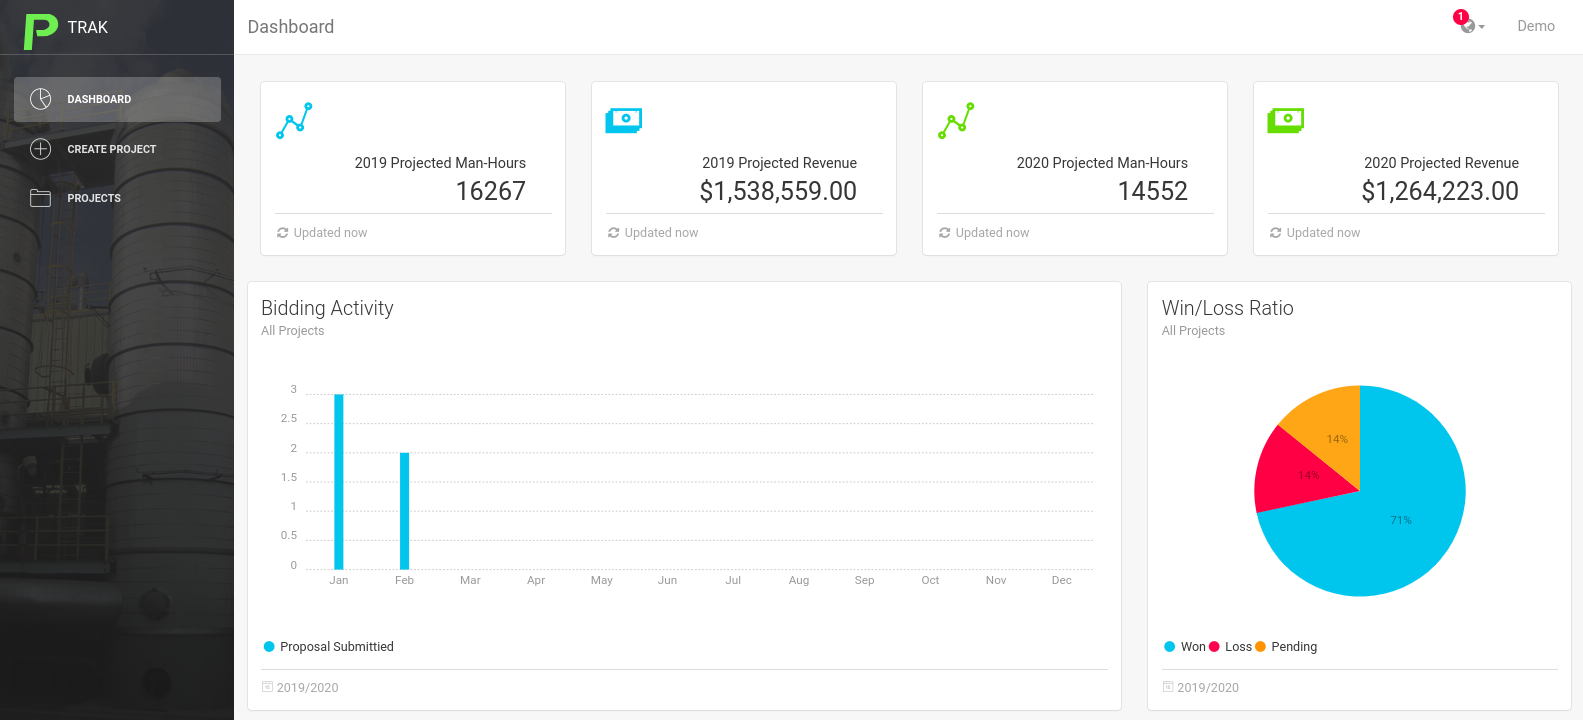 P TRAK
Dashboard
1
Demo
DASHBOARD
CREATE PROJECT
PROJECTS
2019 Projected Man-Hours
16267
Updated now
2019 Projected Revenue
$1,538,559.00
Updated now
2020 Projected Man-Hours
14552
Updated now
2020 Projected Revenue
$1,264,223.00
Updated now
Bidding Activity
All Projects
3
2.5
2
1.5
1
0.5
0
Jan Feb Mar Apr May Jun Jul Aug Sep Oct Nov Dec
Proposal Submittied
2019/2020
Win/Loss Ratio
All Projects
14%
14%
71%
Won Loss Pending
2019/2020